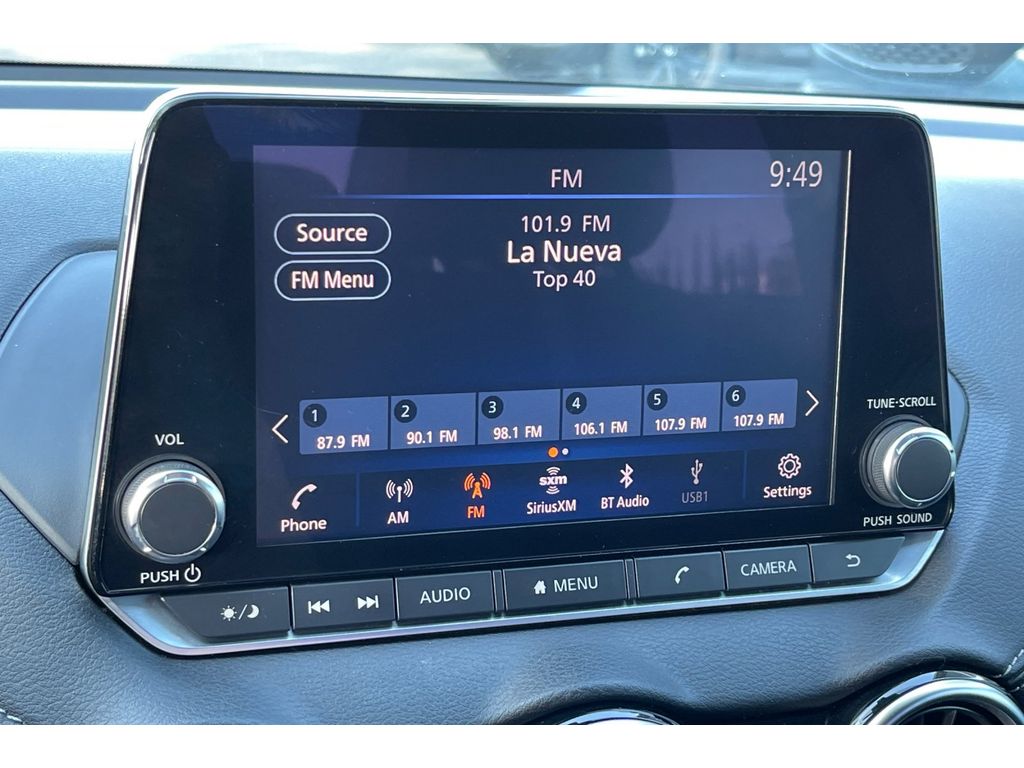 FM
9:49
Source
101.9 FM
La Nueva
FM Menu
Top 40
1
87.9 FM
2
90.1 FM
3
98.1 FM
4
106.1 FM
5
107.9 FM
6
107.9 FM
TUNE·SCROLL
VOL
Phone
AM
FM
sxm
SiriusXM
BT Audio
USB1
Settings
PUSH SOUND
PUSH
AUDIO
MENU
CAMERA